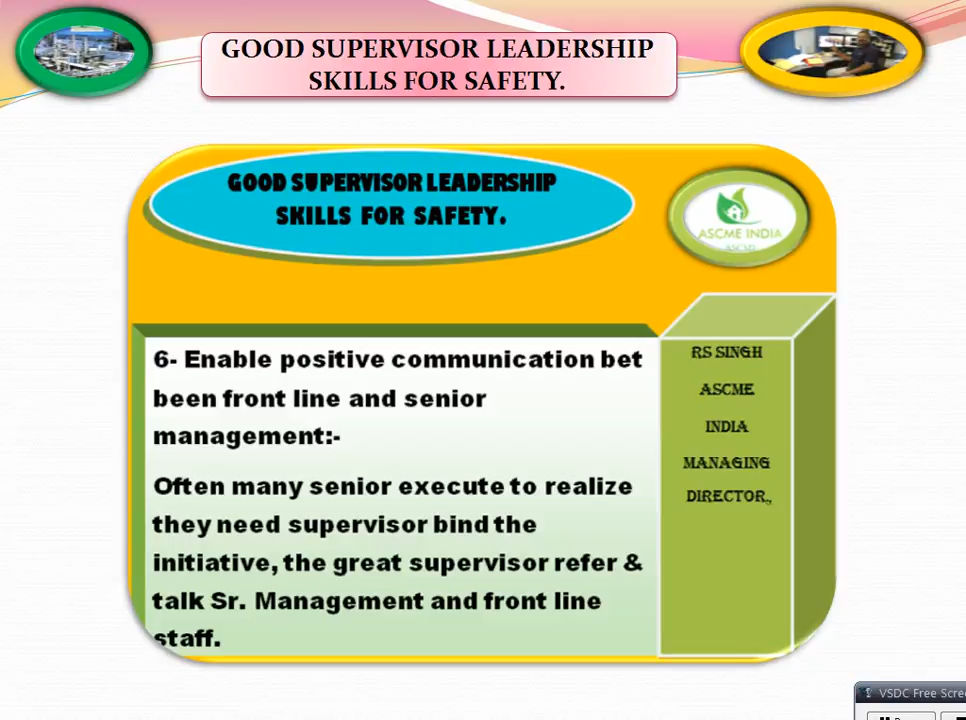 GOOD SUPERVISOR LEADERSHIP
SKILLS FOR SAFETY.
GOOD SUPERVISOR LEADERSHIP
SKILLS FOR SAFETY.
ASCME INDIA
ASCME
6- Enable positive communication bet
been front line and senior
management:-
Often many senior execute to realize
they need supervisor bind the
initiative, the great supervisor refer &
talk Sr. Management and front line
staff.
RS SINGH
ASCME
INDIA
MANAGING
DIRECTOR,,
VSDC Free Scree